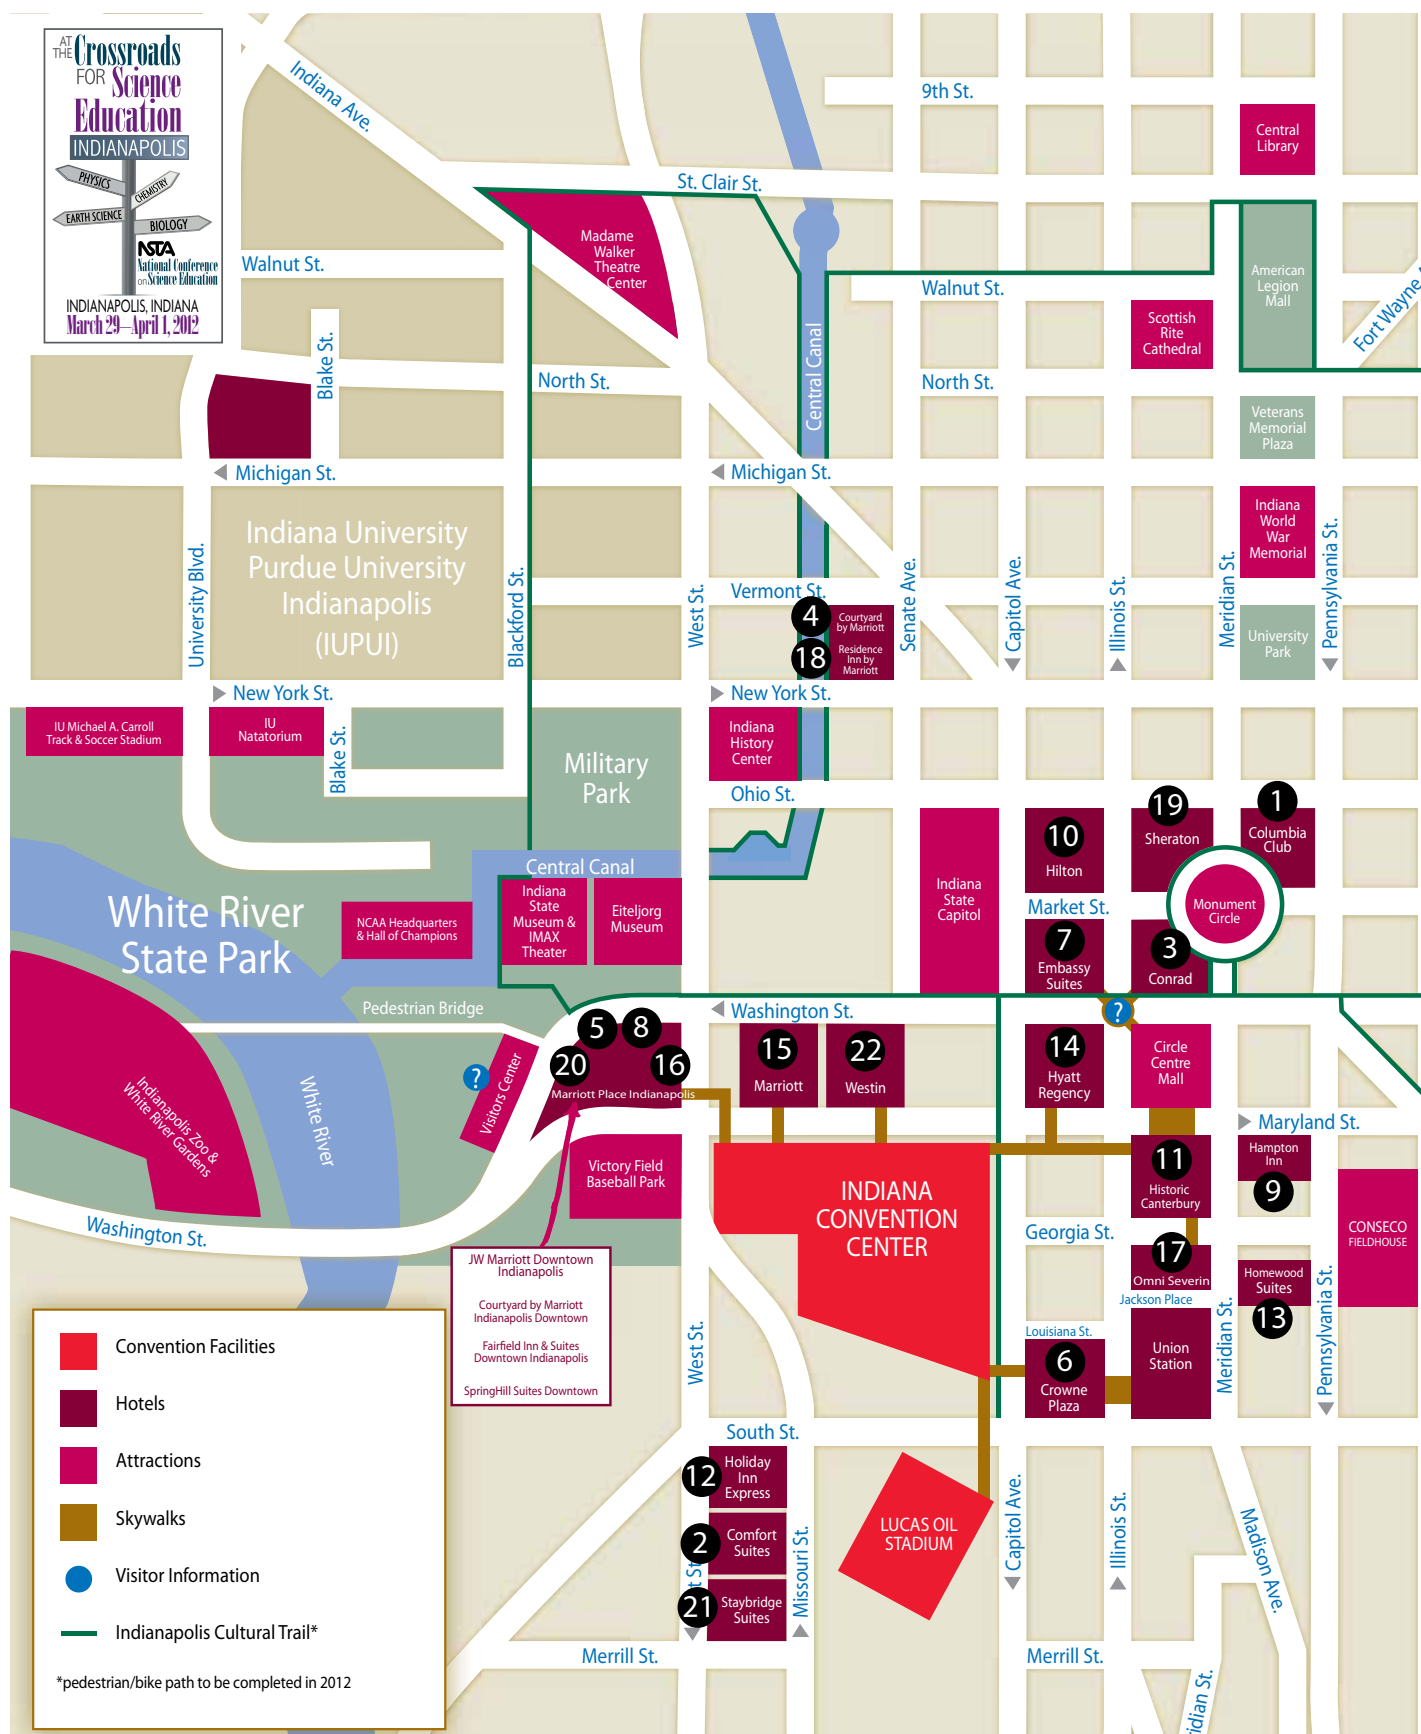 AT
THE Crossroads
FOR Science
Education
INDIANAPOLIS
PHYSICS
CHEMISTRY
EARTH SCIENCE
BIOLOGY
NSTA
National Conference
on Science Education
INDIANAPOLIS, INDIANA
March 29–April 1, 2012
Indiana Ave.
9th St.
Central
Library
St. Clair St.
Madame
Walker
Theatre
Center
Walnut St.
Walnut St.
American
Legion
Mall
Fort Wayne
Scottish
Rite
Cathedral
Blake St.
Central Canal
North St.
North St.
Veterans
Memorial
Plaza
Michigan St.
Michigan St.
Indiana University
Purdue University
Indianapolis
(IUPUI)
Indiana
World
War
Memorial
University Blvd.
Blackford St.
West St.
Vermont St.
Senate Ave.
Capitol Ave.
Illinois St.
Meridian St.
Pennsylvania St.
4
Courtyard
by Marriott
18
Residence
Inn by
Marriott
University
Park
New York St.
New York St.
IU Michael A. Carroll
Track & Soccer Stadium
IU
Natatorium
Blake St.
Military
Park
Indiana
History
Center
Ohio St.
10
Hilton
19
Sheraton
1
Columbia
Club
Central Canal
White River
State Park
NCAA Headquarters
& Hall of Champions
Indiana
State
Museum &
IMAX
Theater
Eiteljorg
Museum
Indiana
State
Capitol
Market St.
Monument
Circle
7
Embassy
Suites
3
Conrad
Pedestrian Bridge
Washington St.
?
5
8
20
16
Marriott Place Indianapolis
15
Marriott
22
Westin
14
Hyatt
Regency
Circle
Centre
Mall
?
Visitors Center
Indianapolis Zoo &
White River Gardens
White River
Maryland St.
Victory Field
Baseball Park
INDIANA
CONVENTION
CENTER
11
Historic
Canterbury
Hampton
Inn
9
Washington St.
Georgia St.
CONSECO
FIELDHOUSE
JW Marriott Downtown
Indianapolis
Courtyard by Marriott
Indianapolis Downtown
Fairfield Inn & Suites
Downtown Indianapolis
SpringHill Suites Downtown
17
Omni Severin
Homewood
Suites
13
Jackson Place
Louisiana St.
Union
Station
6
Crowne
Plaza
West St.
Meridian St.
Pennsylvania St.
Convention Facilities
Hotels
Attractions
Skywalks
Visitor Information
Indianapolis Cultural Trail*
*pedestrian/bike path to be completed in 2012
South St.
12
Holiday
Inn
Express
2
Comfort
Suites
21
Staybridge
Suites
st St.
Missouri St.
LUCAS OIL
STADIUM
Capitol Ave.
Illinois St.
Madison Ave.
Merrill St.
Merrill St.
idian St.